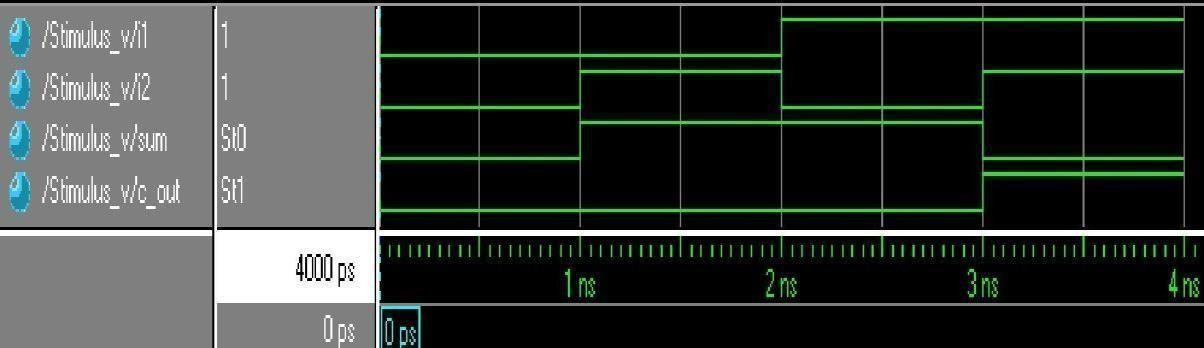 /Stimulus_v/i1 1
/Stimulus_v/i2 1
/Stimulus_v/sum St0
/Stimulus_v/c_out St1
4000 ps 1 ns 2 ns 3 ns 4 ns
0 ps 0 ps